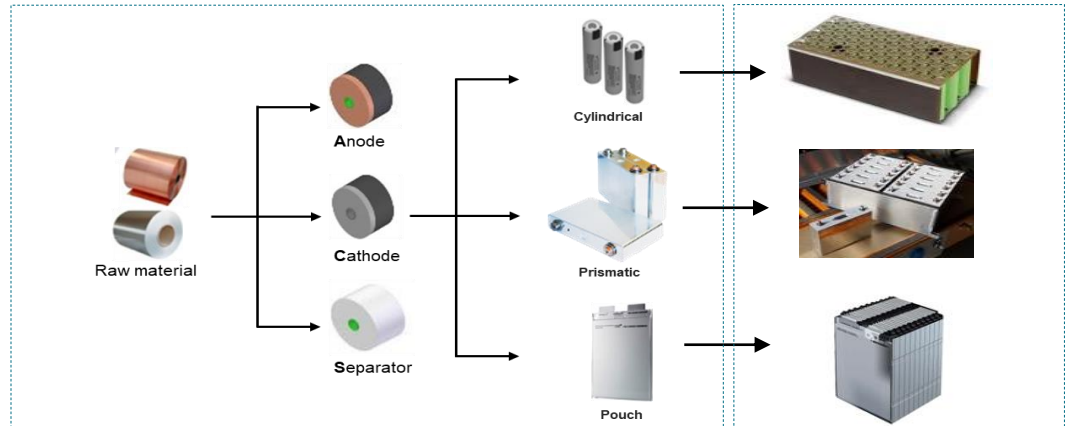 Cylindrical
Anode
Raw material
Cathode
Prismatic
Separator
Pouch